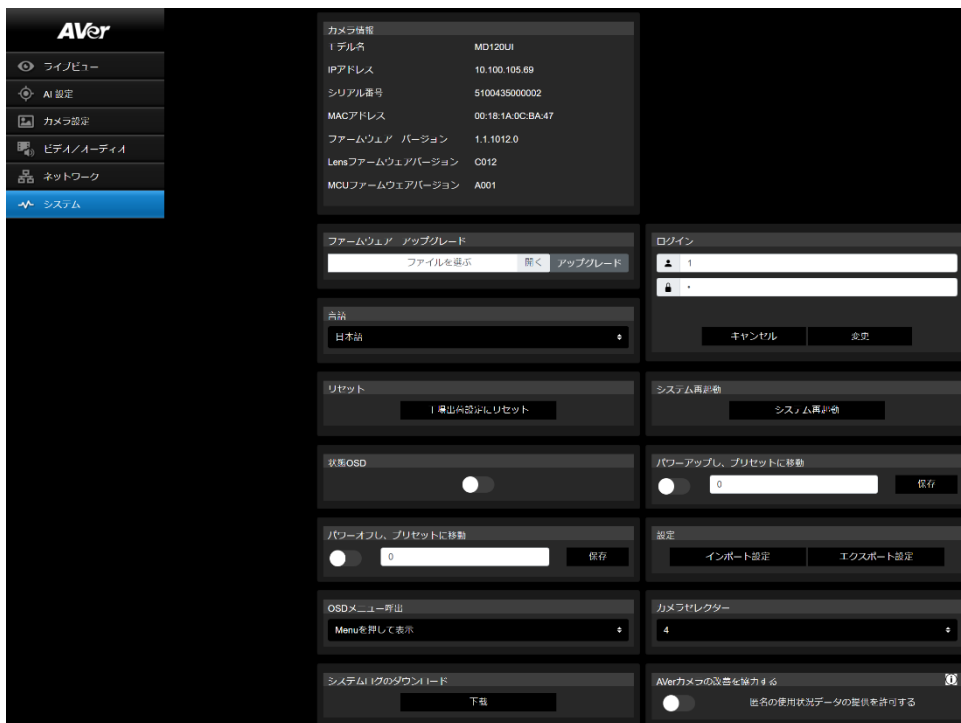 AVer
ライブビュー
AI 設定
カメラ設定
ビデオ／オーディオ
ネットワーク
システム
カメラ情報
モデル名 MD120UI
IPアドレス 10.100.105.69
シリアル番号 5100435000002
MACアドレス 00:18:1A:0C:BA:47
ファームウェア バージョン 1.1.1012.0
Lensファームウェアバージョン C012
MCUファームウェアバージョン A001
ファームウェア アップグレード
ファイルを選ぶ 開く アップグレード
ログイン
1
言語
日本語
キャンセル 変更
リセット
工場出荷設定にリセット
システム再起動
システム再起動
状態OSD
パワーアップし、プリセットに移動
0 保存
パワーオフし、プリセットに移動
0 保存
設定
インポート設定 エクスポート設定
OSDメニュー呼出
Menuを押して表示
カメラセレクター
4
システムログのダウンロード
下載
AVerカメラの改善を協力する
匿名の使用状況データの提供を許可する